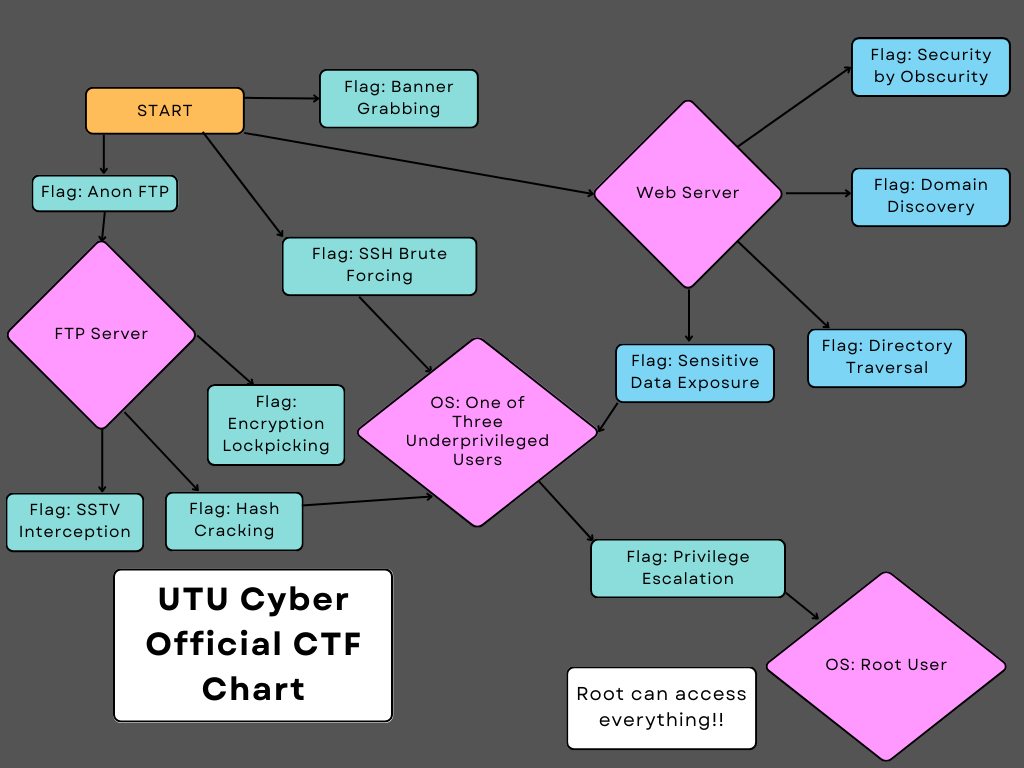 Flag: Security
by Obscurity
Flag: Banner
Grabbing
START
Flag: Anon FTP
Web Server
Flag: Domain
Discovery
Flag: SSH Brute
Forcing
FTP Server
Flag: Directory
Traversal
Flag: Sensitive
Data Exposure
Flag:
Encryption
Lockpicking
OS: One of
Three
Underprivileged
Users
Flag: SSTV
Interception
Flag: Hash
Cracking
Flag: Privilege
Escalation
UTU Cyber
Official CTF
Chart
OS: Root User
Root can access
everything!!